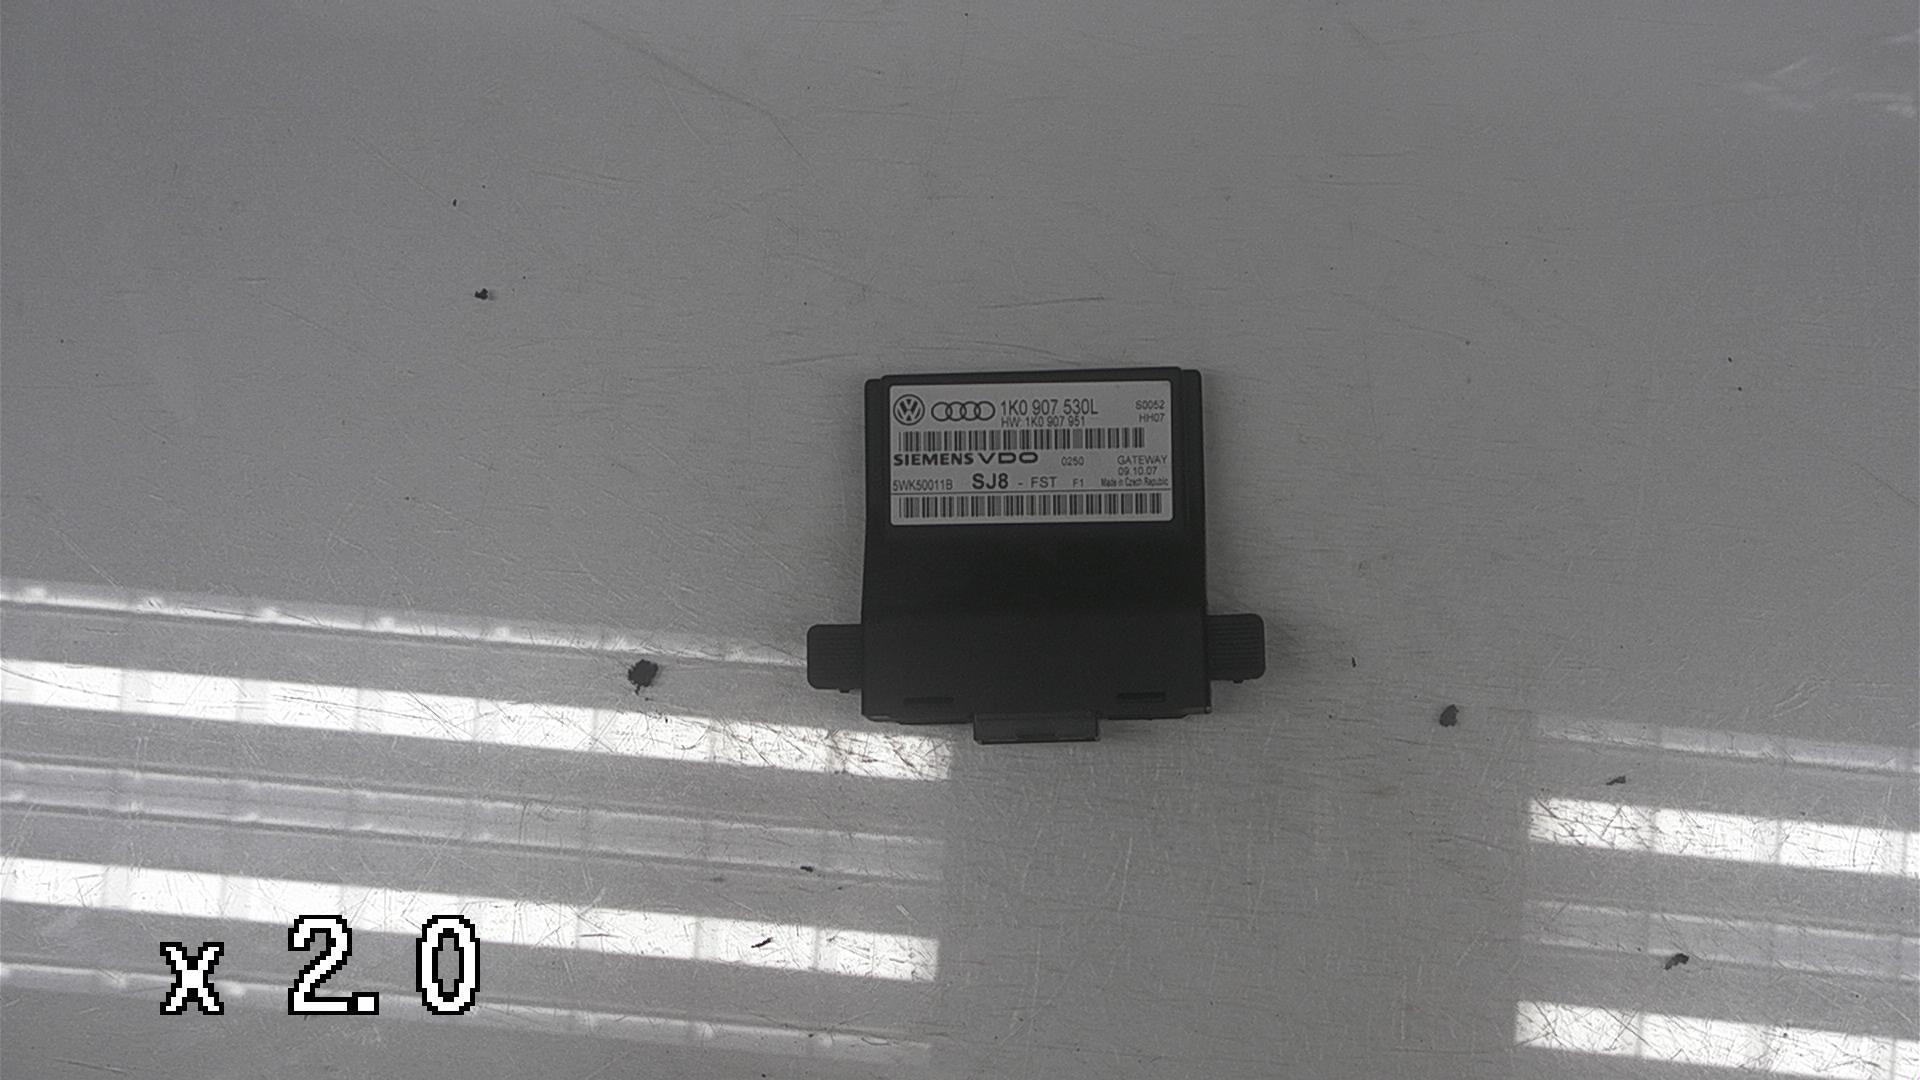 1K0 907 530L
S0052
HW: 1K0 907 951
HH07
SIEMENS VDO 0250 GATEWAY
09.10.07
5WK50011B SJ8 - FST F1 Made in Czech Republic
x 2.0